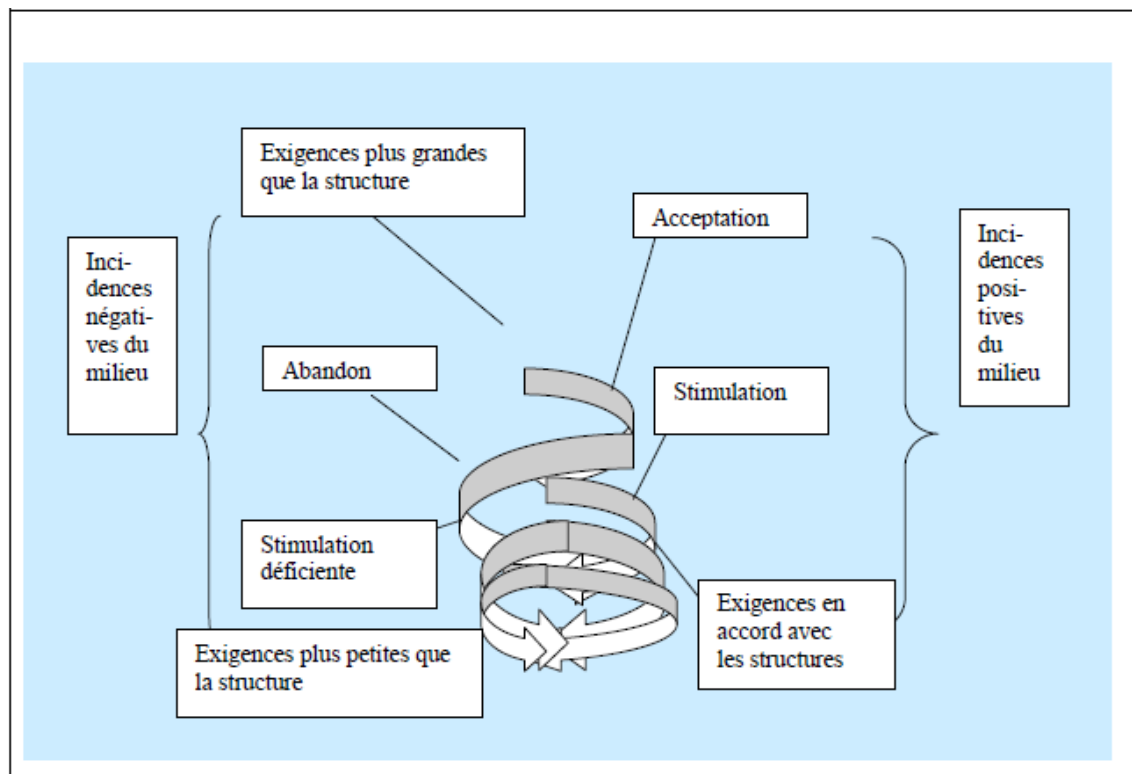 Exigences plus grandes
que la structure
Acceptation
Inci-
dences
négati-
ves du
milieu
Inci-
dences
posi-
tives
du
milieu
Abandon
Stimulation
Stimulation
déficiente
Exigences en
accord avec
les structures
Exigences plus petites que
la structure